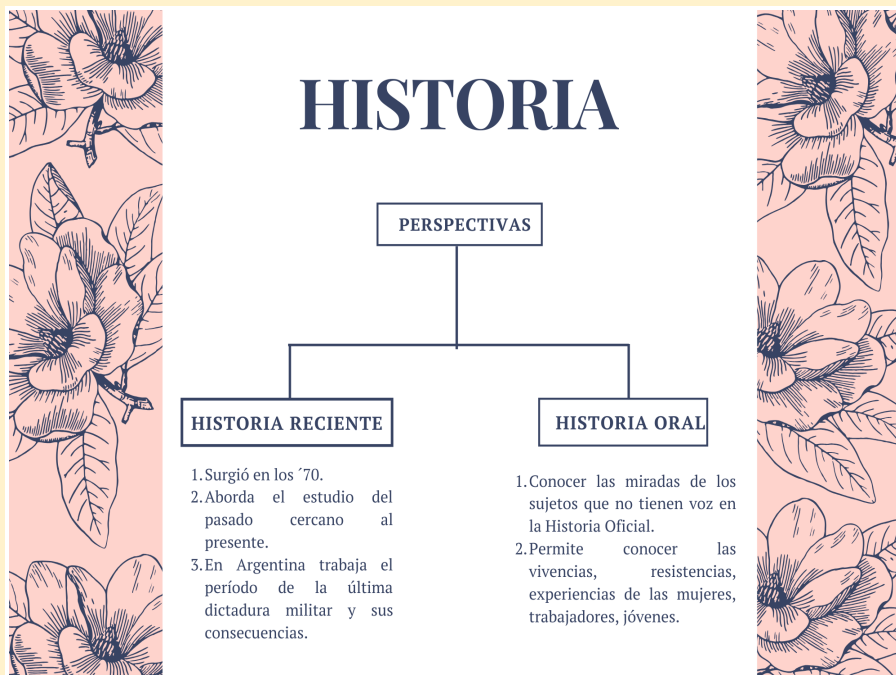 HISTORIA
PERSPECTIVAS
HISTORIA RECIENTE
1. Surgió en los ´70.
2. Aborda el estudio del
pasado cercano al
presente.
3. En Argentina trabaja el
período de la última
dictadura militar y sus
consecuencias.
HISTORIA ORAL
1. Conocer las miradas de los
sujetos que no tienen voz en
la Historia Oficial.
2. Permite conocer las
vivencias, resistencias,
experiencias de las mujeres,
trabajadores, jóvenes.